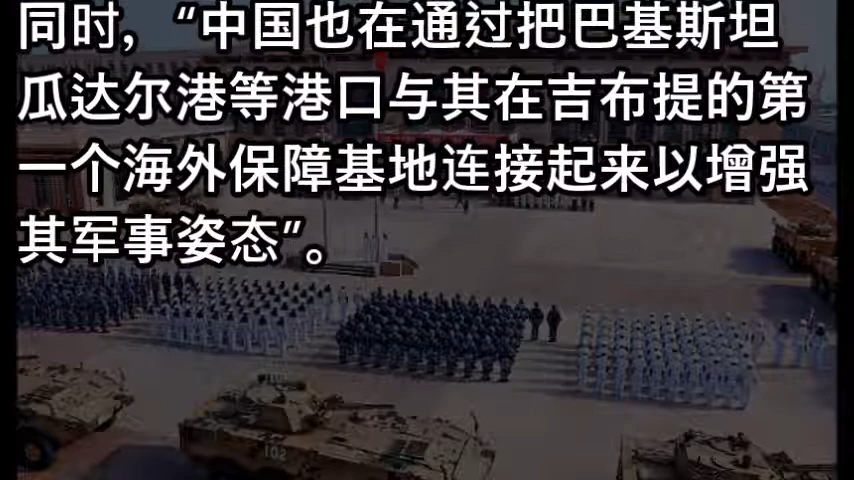 同时，“中国也在通过把巴基斯坦
瓜达尔港等港口与其在吉布提的第
一个海外保障基地连接起来以增强
其军事姿态”。
102